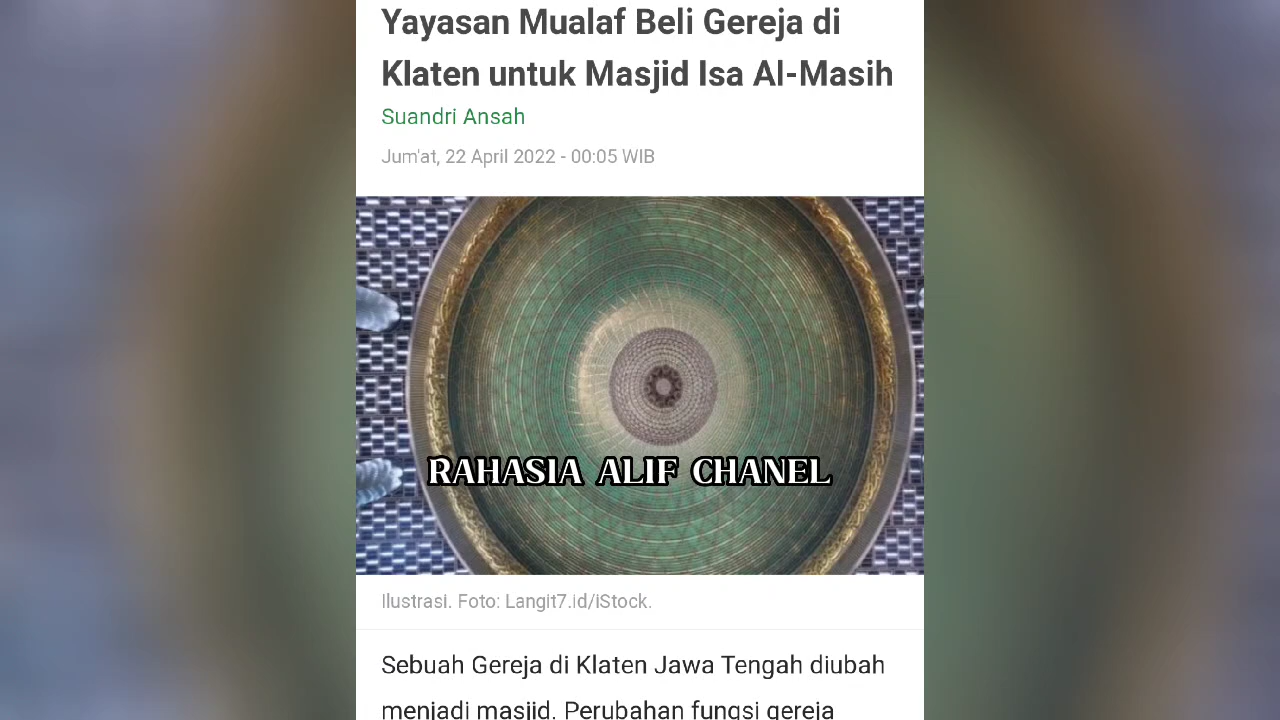 Yayasan Mualaf Beli Gereja di
Klaten untuk Masjid Isa Al-Masih
Suandri Ansah
Jum'at, 22 April 2022 - 00:05 WIB
RAHASIA ALIF CHANEL
Ilustrasi. Foto: Langit7.id/iStock.
Sebuah Gereja di Klaten Jawa Tengah diubah
menjadi masjid. Perubahan fungsi gereja